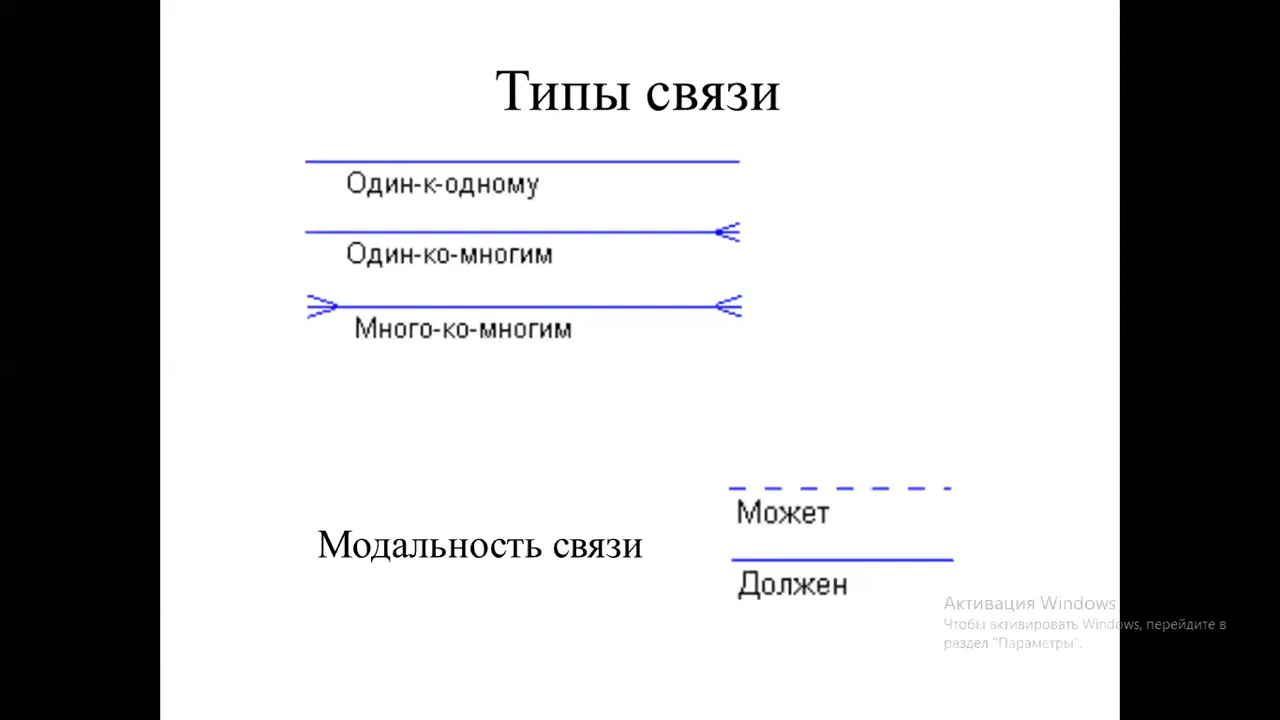 Типы связи
Один-к-одному
Один-ко-многим
Много-ко-многим
Может
Модальность связи
Должен
Активация Windows
Чтобы активировать Windows, перейдите в
раздел "Параметры".